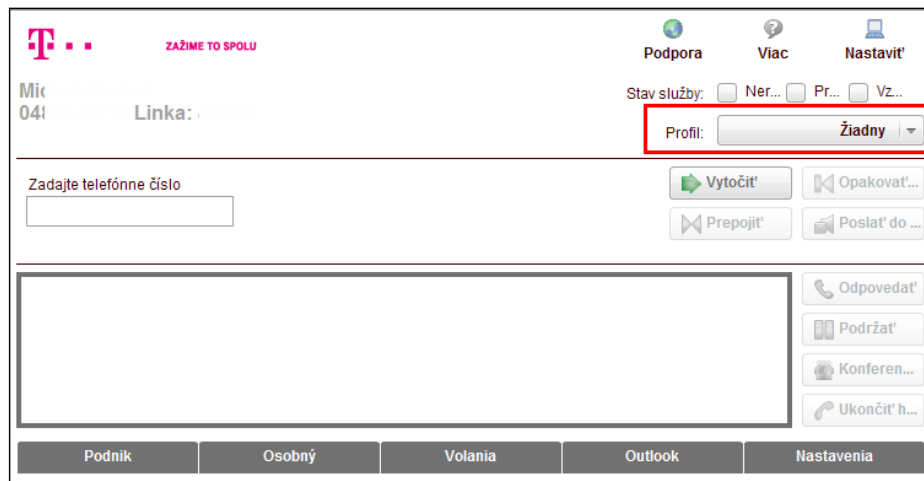 T
ZAŽIME TO SPOLU
Podpora
Viac
Nastaviť
Stav služby:
Ner...
Pr...
Vz...
048
Linka:
Profil:
Žiadny
Zadajte telefónne číslo
Vytočiť
Opakovať...
Prepojiť
Poslať do ...
Odpovedať
Podržať
Konferen...
Ukončiť h...
Podnik
Osobný
Volania
Outlook
Nastavenia